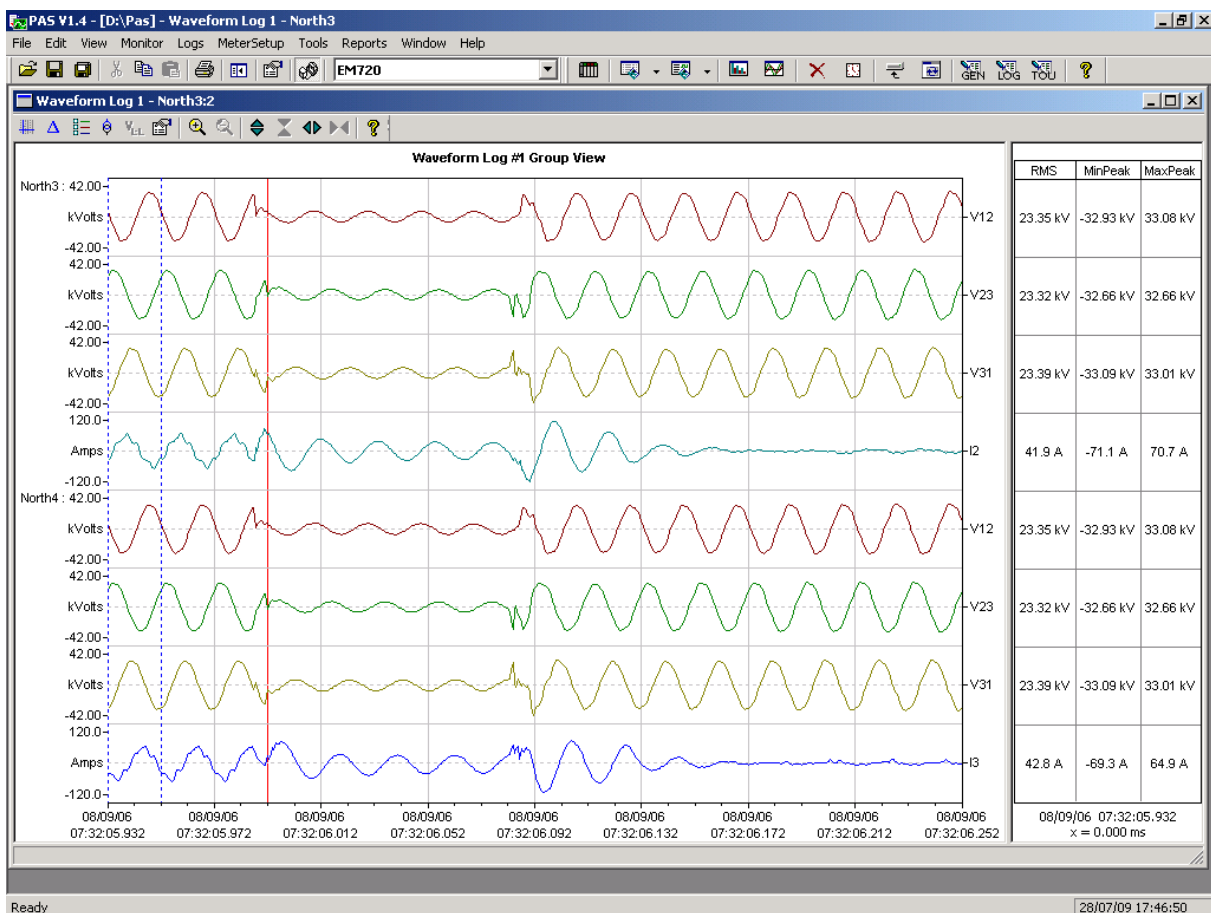 PAS V1.4 - [D:\Pas] - Waveform Log 1 - North3
File Edit View Monitor Logs MeterSetup Tools Reports Window Help
EM720
GEN LOG TOU
Waveform Log 1 - North3:2
V L-L
Waveform Log #1 Group View
RMS MinPeak MaxPeak
North3 : 42.00
kVolts
-42.00
V12
23.35 kV -32.93 kV 33.08 kV
42.00
kVolts
-42.00
V23
23.32 kV -32.66 kV 32.66 kV
42.00
kVolts
-42.00
V31
23.39 kV -33.09 kV 33.01 kV
120.0
Amps
-120.0
I2
41.9 A -71.1 A 70.7 A
North4 : 42.00
kVolts
-42.00
V12
23.35 kV -32.93 kV 33.08 kV
42.00
kVolts
-42.00
V23
23.32 kV -32.66 kV 32.66 kV
42.00
kVolts
-42.00
V31
23.39 kV -33.09 kV 33.01 kV
120.0
Amps
-120.0
I3
42.8 A -69.3 A 64.9 A
08/09/06 08/09/06 08/09/06 08/09/06 08/09/06 08/09/06 08/09/06 08/09/06 08/09/06
07:32:05.932 07:32:05.972 07:32:06.012 07:32:06.052 07:32:06.092 07:32:06.132 07:32:06.172 07:32:06.212 07:32:06.252
08/09/06 07:32:05.932
x = 0.000 ms
Ready
28/07/09 17:46:50